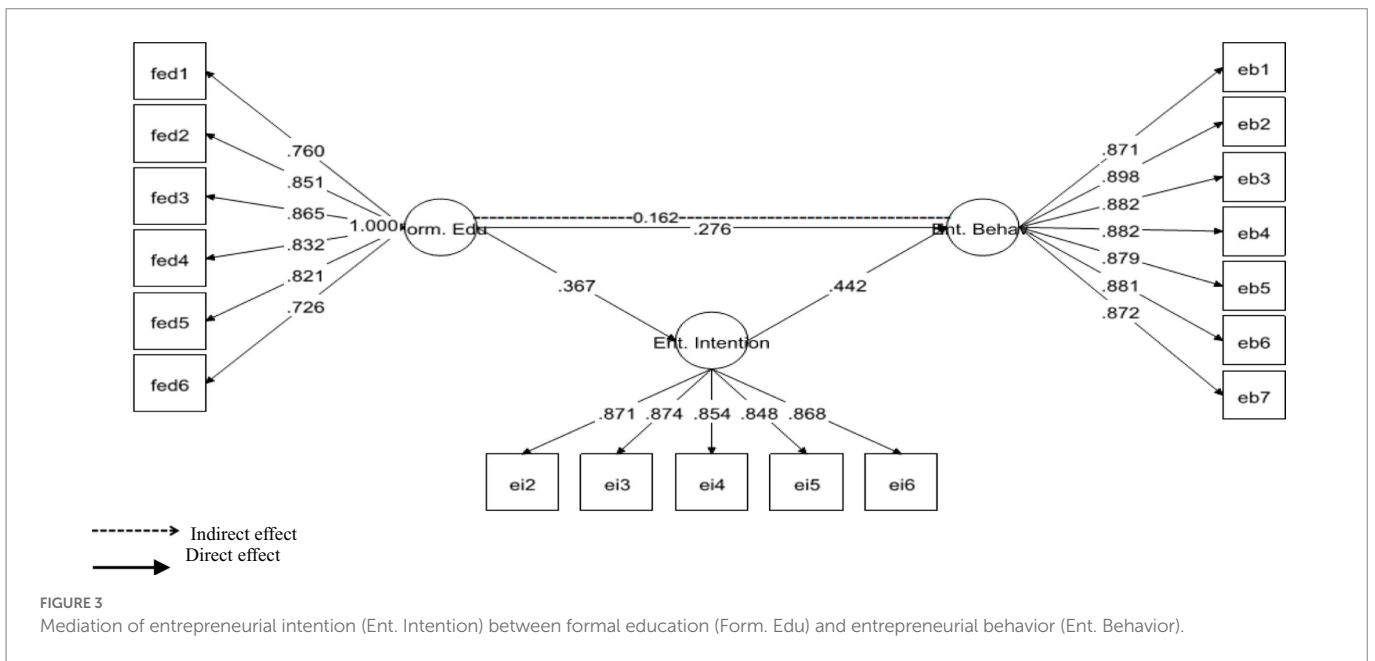 fed1
fed2
fed3
fed4
fed5
fed6
.760
.851
.865
.832
.821
.726
1.000
orm. Edu
0.162
.276
.367
.442
Ent. Intention
.871 .874 .854 .848 .868
ei2 ei3 ei4 ei5 ei6
Ent. Behav
.871
.898
.882
.882
.879
.881
.872
eb1
eb2
eb3
eb4
eb5
eb6
eb7
Indirect effect
Direct effect
FIGURE 3
Mediation of entrepreneurial intention (Ent. Intention) between formal education (Form. Edu) and entrepreneurial behavior (Ent. Behavior).